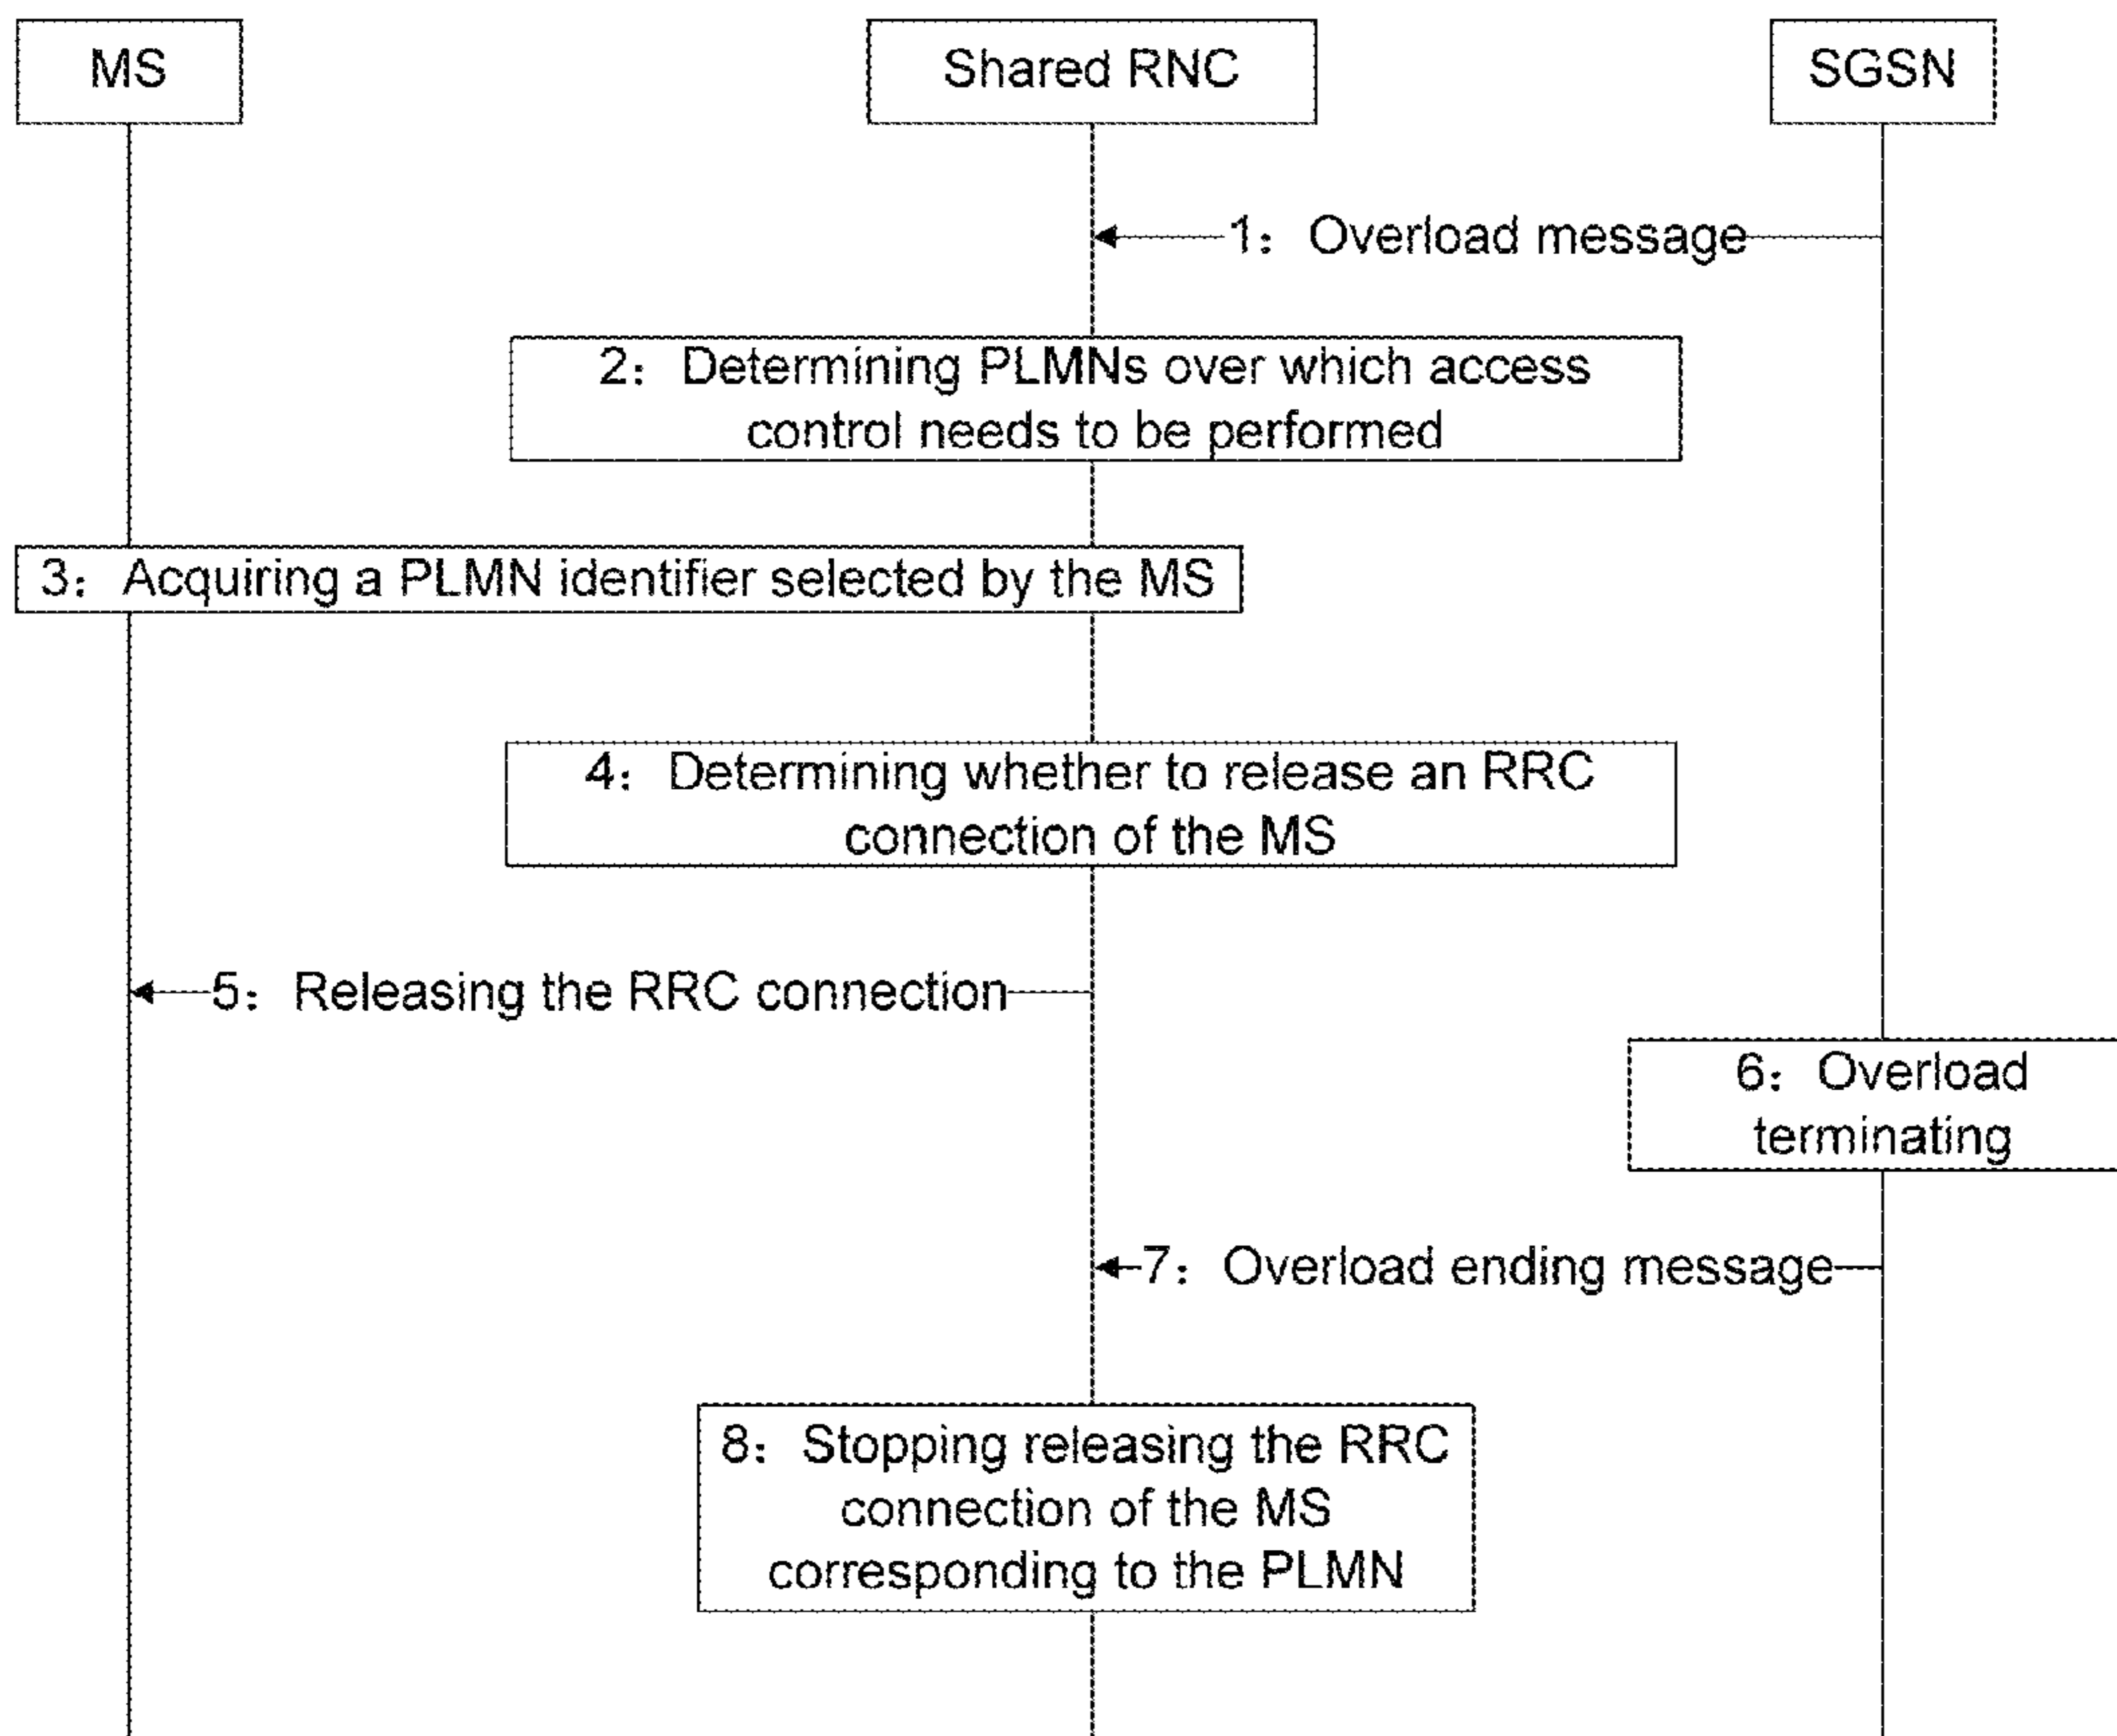 MS
Shared RNC
SGSN
1: Overload message
2: Determining PLMNs over which access
control needs to be performed
3: Acquiring a PLMN identifier selected by the MS
4: Determining whether to release an RRC
connection of the MS
5: Releasing the RRC connection
6: Overload
terminating
7: Overload ending message
8: Stopping releasing the RRC
connection of the MS
corresponding to the PLMN